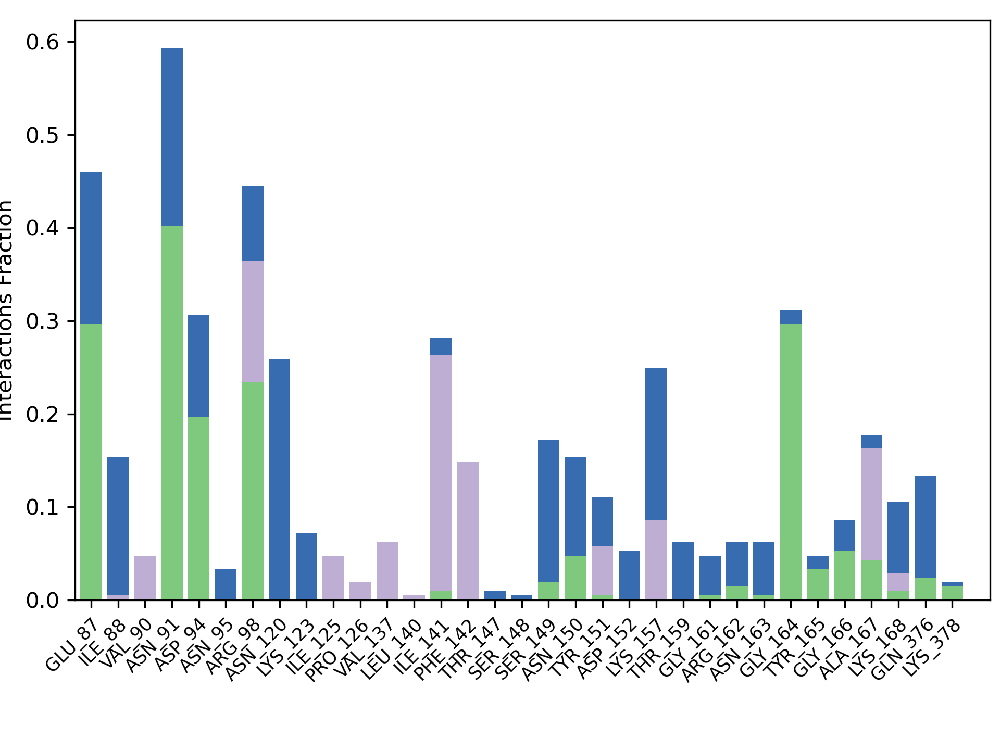 Interactions Fraction
0.6
0.5
0.4
0.3
0.2
0.1
0.0
GLU_87
ILE_88
VAL_90
ASN_91
ASP_94
ASN_95
ARG_98
ASN_120
LYS_123
ILE_125
PRO_126
VAL_137
LEU_140
ILE_141
PHE_142
THR_147
SER_148
SER_149
ASN_150
TYR_151
ASP_152
LYS_157
THR_159
GLY_161
ARG_162
ASN_163
GLY_164
TYR_165
GLY_166
ALA_167
LYS_168
GLN_376
LYS_378